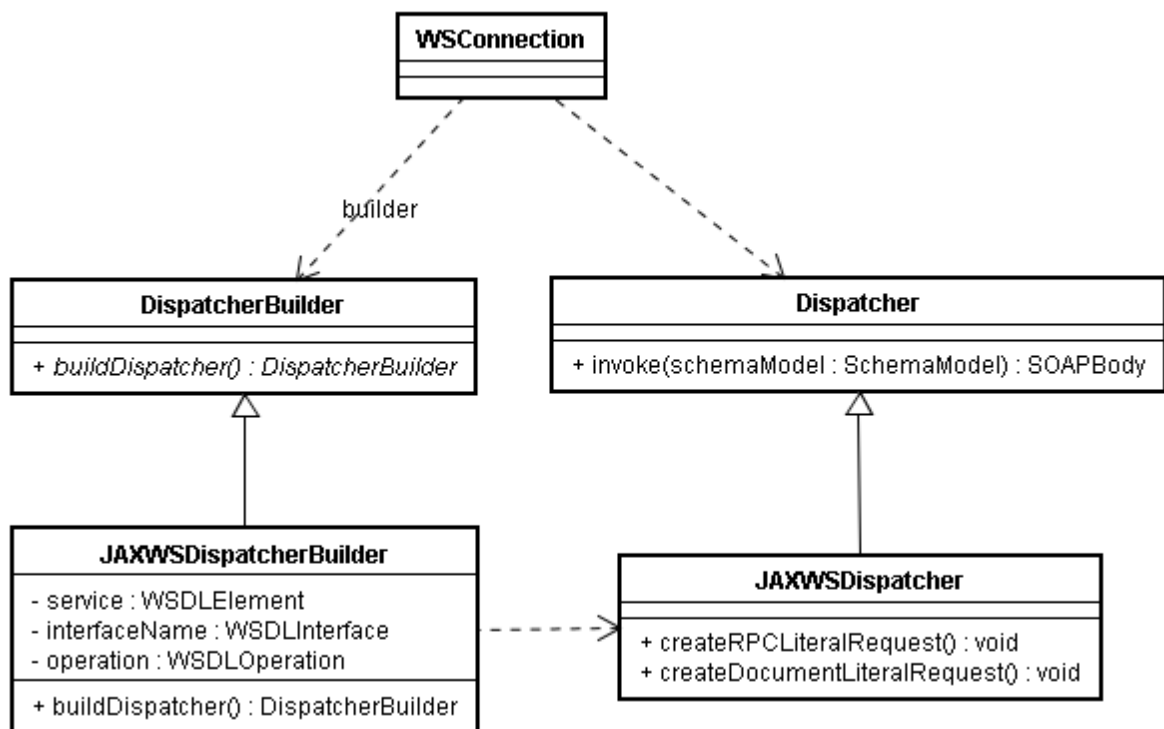 WSConnection
builder
DispatcherBuilder
+ buildDispatcher() : DispatcherBuilder
Dispatcher
+ invoke(schemaModel : SchemaModel) : SOAPBody
JAXWSDispatcherBuilder
- service : WSDLElement
- interfaceName : WSDLInterface
- operation : WSDLOperation
+ buildDispatcher() : DispatcherBuilder
JAXWSDispatcher
+ createRPCLiteralRequest() : void
+ createDocumentLiteralRequest() : void